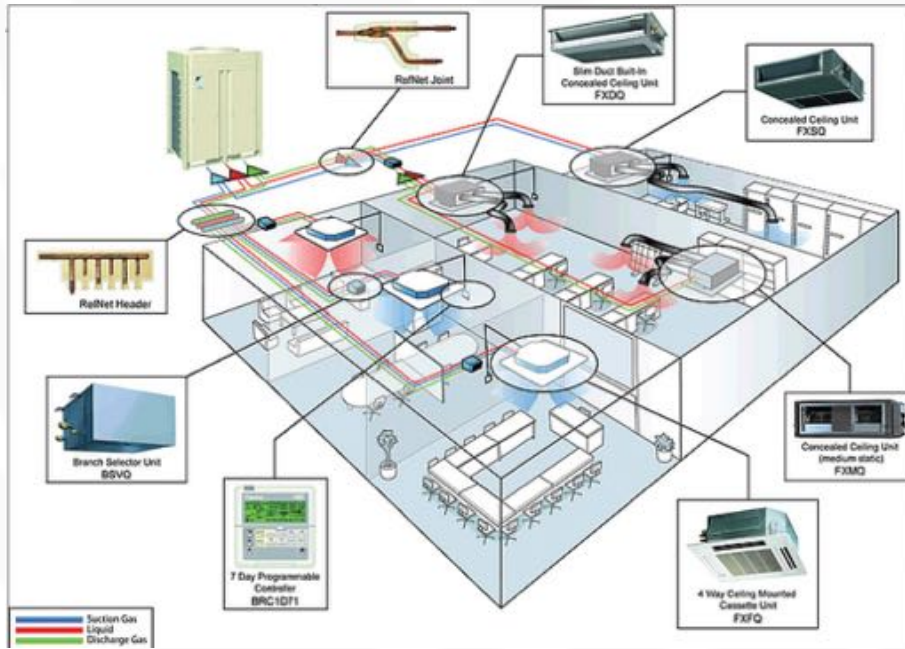 RefNet Joint
Slim Duct Buit-In
Concealed Ceiling Unit
FXDQ
Concealed Ceiling Unit
FXSQ
RefNet Header
Branch Selector Unit
BSVQ
7 Day Programmable
Controller
BRC1D71
4 Way Ceiling Mounted
Cassette Unit
FXFQ
Concealed Ceiling Unit
(medium static)
FXMQ
Suction Gas
Liquid
Discharge Gas